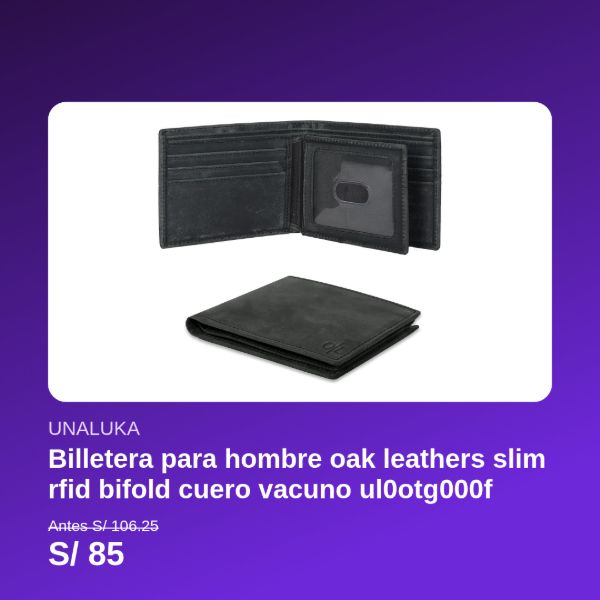 UNALUKA
Billetera para hombre oak leathers slim
rfid bifold cuero vacuno ul0otg000f
Antes S/ 106.25
S/ 85